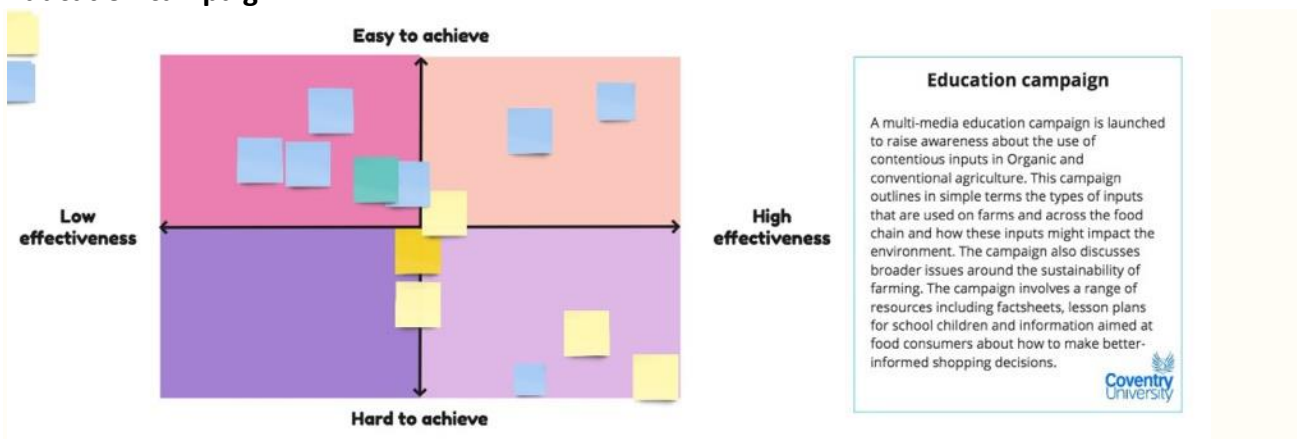 Easy to achieve
Low
effectiveness
High
effectiveness
Hard to achieve
Education campaign
A multi-media education campaign is launched
to raise awareness about the use of
contentious inputs in Organic and
conventional agriculture. This campaign
outlines in simple terms the types of inputs
that are used on farms and across the food
chain and how these inputs might impact the
environment. The campaign also discusses
broader issues around the sustainability of
farming. The campaign involves a range of
resources including factsheets, lesson plans
for school children and information aimed at
food consumers about how to make better-
informed shopping decisions.
Coventry
University